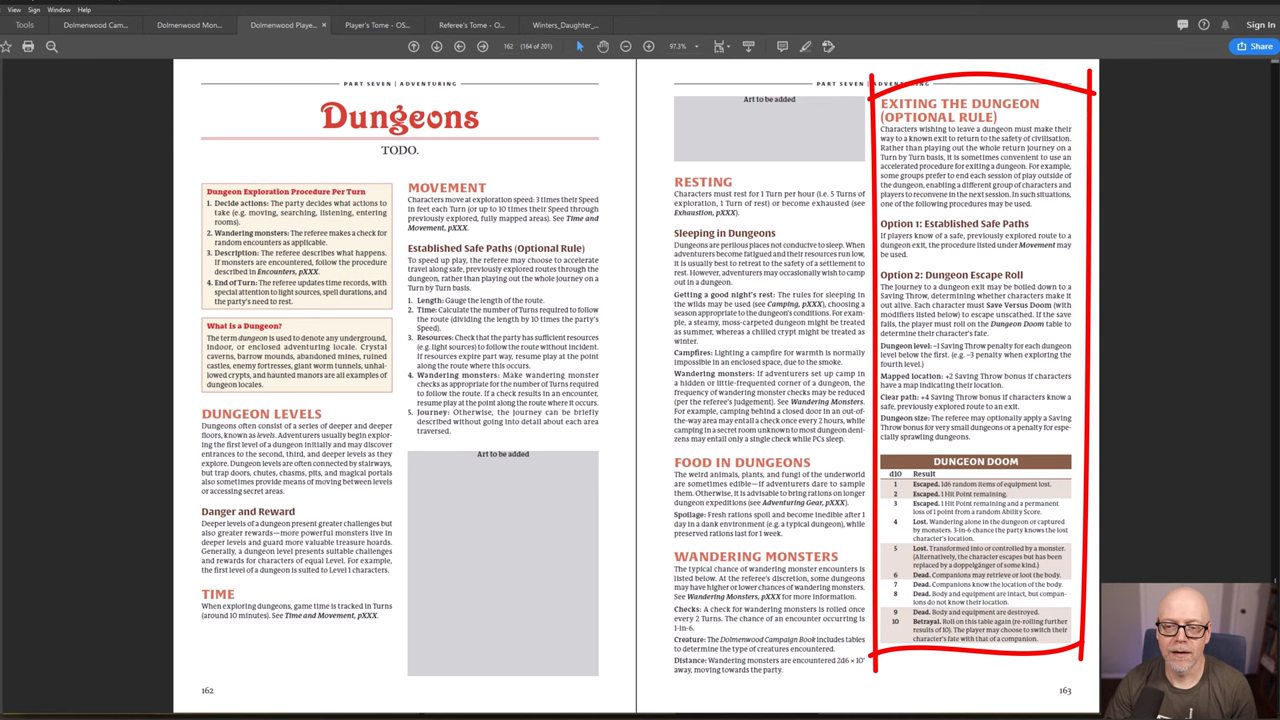 View Sign Window Help
Tools Dolmenwood Cam... Dolmenwood Mon... Dolmenwood Playe... × Player's Tome - OS... Referee's Tome - O... Winters_Daughter_... Sign In
162 (164 of 201) 97.3% Share
PART SEVEN | ADVENTURING
Dungeons
TODO.
Dungeon Exploration Procedure Per Turn
1. Decide actions: The party decides what actions to
take (e.g. moving, searching, listening, entering
rooms).
2. Wandering monsters: The referee makes a check for
random encounters as applicable.
3. Description: The referee describes what happens.
If monsters are encountered, follow the procedure
described in Encounters, pXXX.
4. End of Turn: The referee updates time records, with
special attention to light sources, spell durations, and
the party's need to rest.
What is a Dungeon?
The term dungeon is used to denote any underground,
indoor, or enclosed adventuring locale. Crystal
caverns, barrow mounds, abandoned mines, ruined
castles, enemy fortresses, giant worm tunnels, unhal-
lowed crypts, and haunted manors are all examples of
dungeon locales.
DUNGEON LEVELS
Dungeons often consist of a series of deeper and deeper
floors, known as levels. Adventurers usually begin explor-
ing the first level of a dungeon initially and may discover
entrances to the second, third, and deeper levels as they
explore. Dungeon levels are often connected by stairways,
but trap doors, chutes, chasms, pits, and magical portals
also sometimes provide means of moving between levels
or accessing secret areas.
Danger and Reward
Deeper levels of a dungeon present greater challenges but
also greater rewards—more powerful monsters live in
deeper levels and guard more valuable treasure hoards.
Generally, a dungeon level presents suitable challenges
and rewards for characters of equal Level. For example,
the first level of a dungeon is suited to Level 1 characters.
TIME
When exploring dungeons, game time is tracked in Turns
(around 10 minutes). See Time and Movement, pXXX.
MOVEMENT
Characters move at exploration speed: 3 times their Speed
in feet each Turn (or up to 10 times their Speed through
previously explored, fully mapped areas). See Time and
Movement, pXXX.
Established Safe Paths (Optional Rule)
To speed up play, the referee may choose to accelerate
travel along safe, previously explored routes through the
dungeon, rather than playing out the whole journey on a
Turn by Turn basis.
1. Length: Gauge the length of the route.
2. Time: Calculate the number of Turns required to follow
the route (dividing the length by 10 times the party's
Speed).
3. Resources: Check that the party has sufficient resources
(e.g. light sources) to follow the route without incident.
If resources expire part way, resume play at the point
along the route where this occurs.
4. Wandering monsters: Make wandering monster
checks as appropriate for the number of Turns required
to follow the route. If a check results in an encounter,
resume play at the point along the route where it occurs.
5. Journey: Otherwise, the journey can be briefly
described without going into detail about each area
traversed.
Art to be added
162
PART SEVEN | ADVENTURING
Art to be added
RESTING
Characters must rest for 1 Turn per hour (i.e. 5 Turns of
exploration, 1 Turn of rest) or become exhausted (see
Exhaustion, pXXX).
Sleeping in Dungeons
Dungeons are perilous places not conducive to sleep. When
adventurers become fatigued and their resources run low,
it is usually best to retreat to the safety of a settlement to
rest. However, adventurers may occasionally wish to camp
out in a dungeon.
Getting a good night's rest: The rules for sleeping in
the wilds may be used (see Camping, pXXX), choosing a
season appropriate to the dungeon's conditions. For exam-
ple, a steamy, moss-carpeted dungeon might be treated
as summer, whereas a chilled crypt might be treated as
winter.
Campfires: Lighting a campfire for warmth is normally
impossible in an enclosed space, due to the smoke.
Wandering monsters: If adventurers set up camp in
a hidden or little-frequented corner of a dungeon, the
frequency of wandering monster checks may be reduced
(per the referee's judgement). See Wandering Monsters.
For example, camping behind a closed door in an out-of-
the-way area may entail a check once every 2 hours, while
camping in a secret room unknown to most dungeon deni-
zens may entail only a single check while PCs sleep.
FOOD IN DUNGEONS
The weird animals, plants, and fungi of the underworld
are sometimes edible—if adventurers dare to sample
them. Otherwise, it is advisable to bring rations on longer
dungeon expeditions (see Adventuring Gear, pXXX).
Spoilage: Fresh rations spoil and become inedible after 1
day in a dank environment (e.g. a typical dungeon), while
preserved rations last for 1 week.
WANDERING MONSTERS
The typical chance of wandering monster encounters is
listed below. At the referee's discretion, some dungeons
may have higher or lower chances of wandering monsters.
See Wandering Monsters, pXXX for more information.
Checks: A check for wandering monsters is rolled once
every 2 Turns. The chance of an encounter occurring is
1-in-6.
Creature: The Dolmenwood Campaign Book includes tables
to determine the type of creatures encountered.
Distance: Wandering monsters are encountered 2d6 × 10'
away, moving towards the party.
EXITING THE DUNGEON
(OPTIONAL RULE)
Characters wishing to leave a dungeon must make their
way to a known exit to return to the safety of civilisation.
Rather than playing out the whole return journey on a
Turn by Turn basis, it is sometimes convenient to use an
accelerated procedure for exiting a dungeon. For example,
some groups prefer to end each session of play outside of
the dungeon, enabling a different group of characters and
players to reconvene in the next session. In such situations,
one of the following procedures may be used.
Option 1: Established Safe Paths
If players know of a safe, previously explored route to a
dungeon exit, the procedure listed under Movement may
be used.
Option 2: Dungeon Escape Roll
The journey to a dungeon exit may be boiled down to a
Saving Throw, determining whether characters make it
out alive. Each character must Save Versus Doom (with
modifiers listed below) to escape unscathed. If the save
fails, the player must roll on the Dungeon Doom table to
determine their character's fate.
Dungeon level: –1 Saving Throw penalty for each dungeon
level below the first. (e.g. –3 penalty when exploring the
fourth level.)
Mapped location: +2 Saving Throw bonus if characters
have a map indicating their location.
Clear path: +4 Saving Throw bonus if characters know a
safe, previously explored route to an exit.
Dungeon size: The referee may optionally apply a Saving
Throw bonus for very small dungeons or a penalty for espe-
cially sprawling dungeons.
DUNGEON DOOM
d10 Result
1 Escaped. 1d6 random items of equipment lost.
2 Escaped. 1 Hit Point remaining.
3 Escaped. 1 Hit Point remaining and a permanent
loss of 1 point from a random Ability Score.
4 Lost. Wandering alone in the dungeon or captured
by monsters. 3-in-6 chance the party knows the lost
character's location.
5 Lost. Transformed into or controlled by a monster.
(Alternatively, the character escapes but has been
replaced by a doppelgänger of some kind.)
6 Dead. Companions may retrieve or loot the body.
7 Dead. Companions know the location of the body.
8 Dead. Body and equipment are intact, but compan-
ions do not know their location.
9 Dead. Body and equipment are destroyed.
10 Betrayal. Roll on this table again (re-rolling further
results of 10). The player may choose to switch their
character's fate with that of a companion.
163